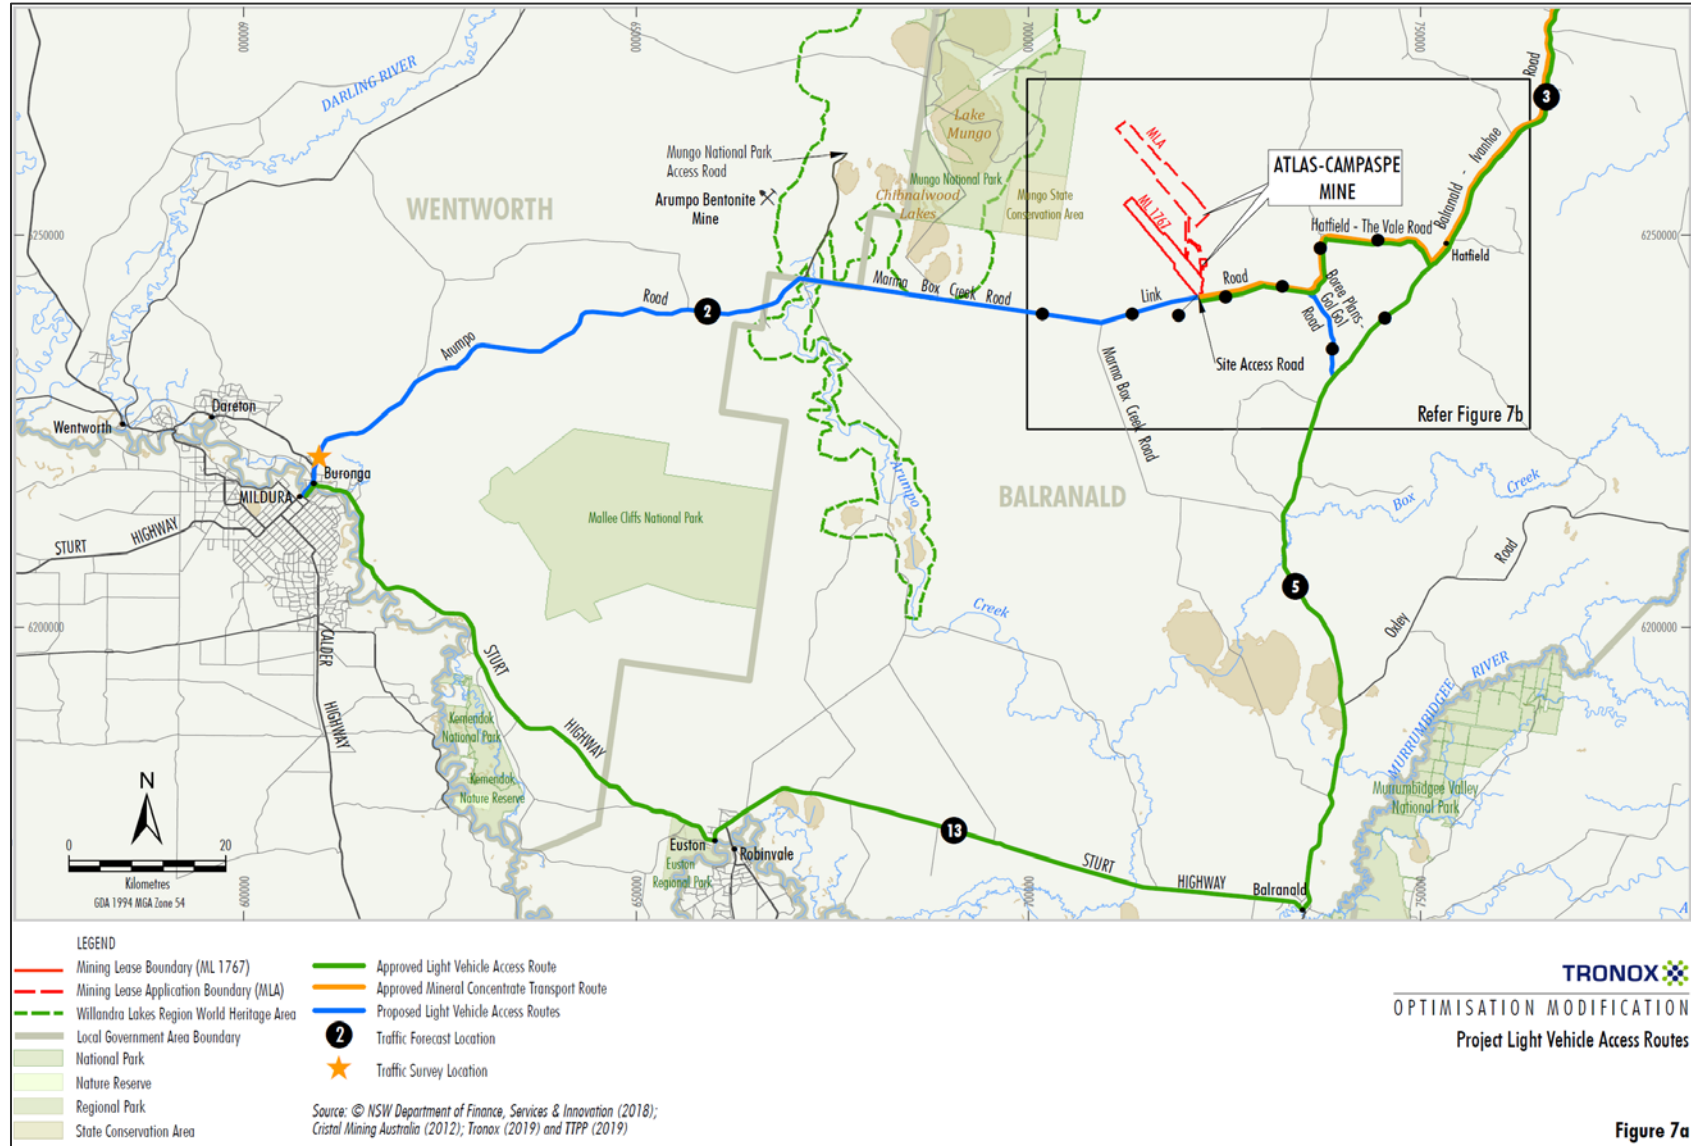 600000
650000
700000
750000
DARLING RIVER
Road
3
Lake
Mungo
MLA
Ivanhoe
Mungo National Park
Access Road
ATLAS-CAMPASPE
MINE
Arumpo Bentonite
Mine
Mungo National Park
Chibnalwood
Lakes
Mungo State
Conservation Area
ML 1767
Balranald -
WENTWORTH
Hatfield - The Vale Road
6250000
6250000
Hatfield
Marma Box Creek Road
Link
Road
Boree Plans -
Gol Gol
Road
Road
2
Arumpo
Site Access Road
Marma Box Creek Road
Refer Figure 7b
Dareton
Wentworth
Buronga
MILDURA
Arumpo
BALRANALD
Box
Creek
Mallee Cliffs National Park
STURT
HIGHWAY
Road
5
Creek
Oxley
6200000
6200000
CALDER
STURT
MURRUMBIDGEE
RIVER
HIGHWAY
Kemendok
National Park
HIGHWAY
Kemendok
Nature Reserve
Murrumbidgee Valley
National Park
N
13
0
20
Kilometres
GDA 1994 MGA Zone 54
Euston
Robinvale
Euston
Regional Park
STURT
HIGHWAY
Balranald
600000
650000
700000
750000
A
LEGEND
Mining Lease Boundary (ML 1767)
Mining Lease Application Boundary (MLA)
Willandra Lakes Region World Heritage Area
Local Government Area Boundary
National Park
Nature Reserve
Regional Park
State Conservation Area
Approved Light Vehicle Access Route
Approved Mineral Concentrate Transport Route
Proposed Light Vehicle Access Routes
2
Traffic Forecast Location
Traffic Survey Location
Source: © NSW Department of Finance, Services & Innovation (2018);
Cristal Mining Australia (2012); Tronox (2019) and TTPP (2019)
TRONOX
OPTIMISATION MODIFICATION
Project Light Vehicle Access Routes
Figure 7a